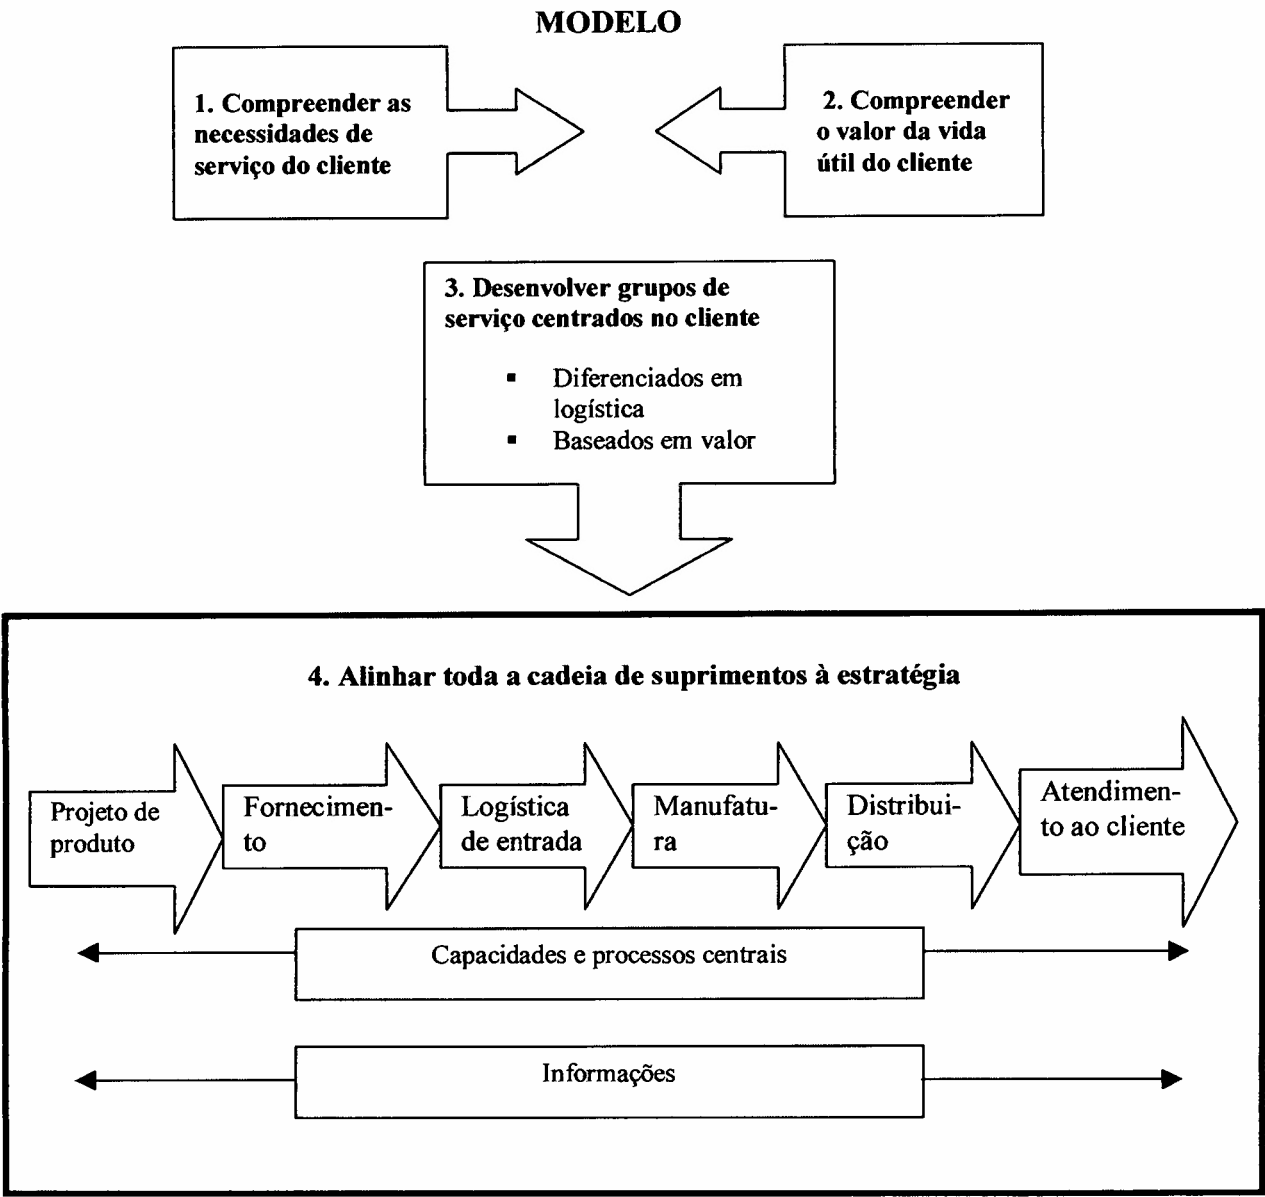 MODELO
1. Compreender as
necessidades de
serviço do cliente
2. Compreender
o valor da vida
útil do cliente
3. Desenvolver grupos de
serviço centrados no cliente
▪ Diferenciados em
logística
▪ Baseados em valor
4. Alinhar toda a cadeia de suprimentos à estratégia
Projeto de
produto
Fornecimen-
to
Logística
de entrada
Manufatu-
ra
Distribui-
ção
Atendimen-
to ao cliente
Capacidades e processos centrais
Informações